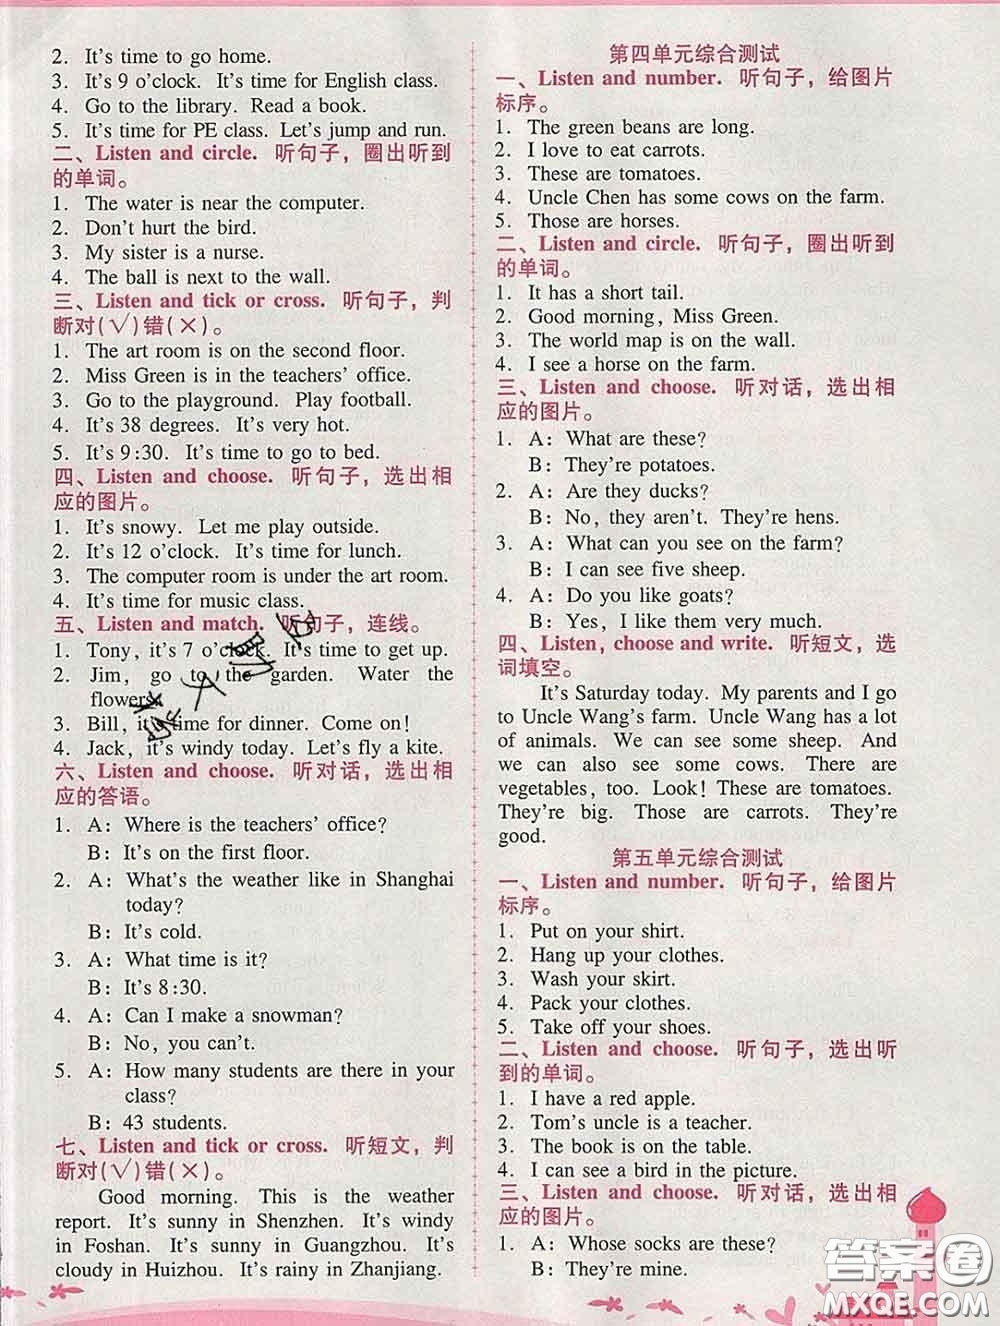 2. It's time to go home.
3. It's 9 o'clock. It's time for English class.
4. Go to the library. Read a book.
5. It's time for PE class. Let's jump and run.
二、Listen and circle. 听句子，圈出听到
的单词。
1. The water is near the computer.
2. Don't hurt the bird.
3. My sister is a nurse.
4. The ball is next to the wall.
三、Listen and tick or cross. 听句子，判
断对(√)错(×)。
1. The art room is on the second floor.
2. Miss Green is in the teachers' office.
3. Go to the playground. Play football.
4. It's 38 degrees. It's very hot.
5. It's 9:30. It's time to go to bed.
四、Listen and choose. 听句子，选出相
应的图片。
1. It's snowy. Let me play outside.
2. It's 12 o'clock. It's time for lunch.
3. The computer room is under the art room.
4. It's time for music class.
五、Listen and match. 听句子，连线。
1. Tony, it's 7 o'clock. It's time to get up.
2. Jim, go to the garden. Water the
flowers.
3. Bill, it's time for dinner. Come on!
4. Jack, it's windy today. Let's fly a kite.
六、Listen and choose. 听对话，选出相
应的答语。
1. A: Where is the teachers' office?
B: It's on the first floor.
2. A: What's the weather like in Shanghai
today?
B: It's cold.
3. A: What time is it?
B: It's 8:30.
4. A: Can I make a snowman?
B: No, you can't.
5. A: How many students are there in your
class?
B: 43 students.
七、Listen and tick or cross. 听短文，判
断对(√)错(×)。
Good morning. This is the weather
report. It's sunny in Shenzhen. It's windy
in Foshan. It's sunny in Guangzhou. It's
cloudy in Huizhou. It's rainy in Zhanjiang.
第四单元综合测试
一、Listen and number. 听句子，给图片
标序。
1. The green beans are long.
2. I love to eat carrots.
3. These are tomatoes.
4. Uncle Chen has some cows on the farm.
5. Those are horses.
二、Listen and circle. 听句子，圈出听到
的单词。
1. It has a short tail.
2. Good morning, Miss Green.
3. The world map is on the wall.
4. I see a horse on the farm.
三、Listen and choose. 听对话，选出相
应的图片。
1. A: What are these?
B: They're potatoes.
2. A: Are they ducks?
B: No, they aren't. They're hens.
3. A: What can you see on the farm?
B: I can see five sheep.
4. A: Do you like goats?
B: Yes, I like them very much.
四、Listen, choose and write. 听短文，选
词填空。
It's Saturday today. My parents and I go
to Uncle Wang's farm. Uncle Wang has a lot
of animals. We can see some sheep. And
we can also see some cows. There are
vegetables, too. Look! These are tomatoes.
They're big. Those are carrots. They're
good.
第五单元综合测试
一、Listen and number. 听句子，给图片
标序。
1. Put on your shirt.
2. Hang up your clothes.
3. Wash your skirt.
4. Pack your clothes.
5. Take off your shoes.
二、Listen and choose. 听句子，选出听
到的单词。
1. I have a red apple.
2. Tom's uncle is a teacher.
3. The book is on the table.
4. I can see a bird in the picture.
三、Listen and choose. 听对话，选出相
应的图片。
1. A: Whose socks are these?
B: They're mine.
答案圈
MXQE.COM